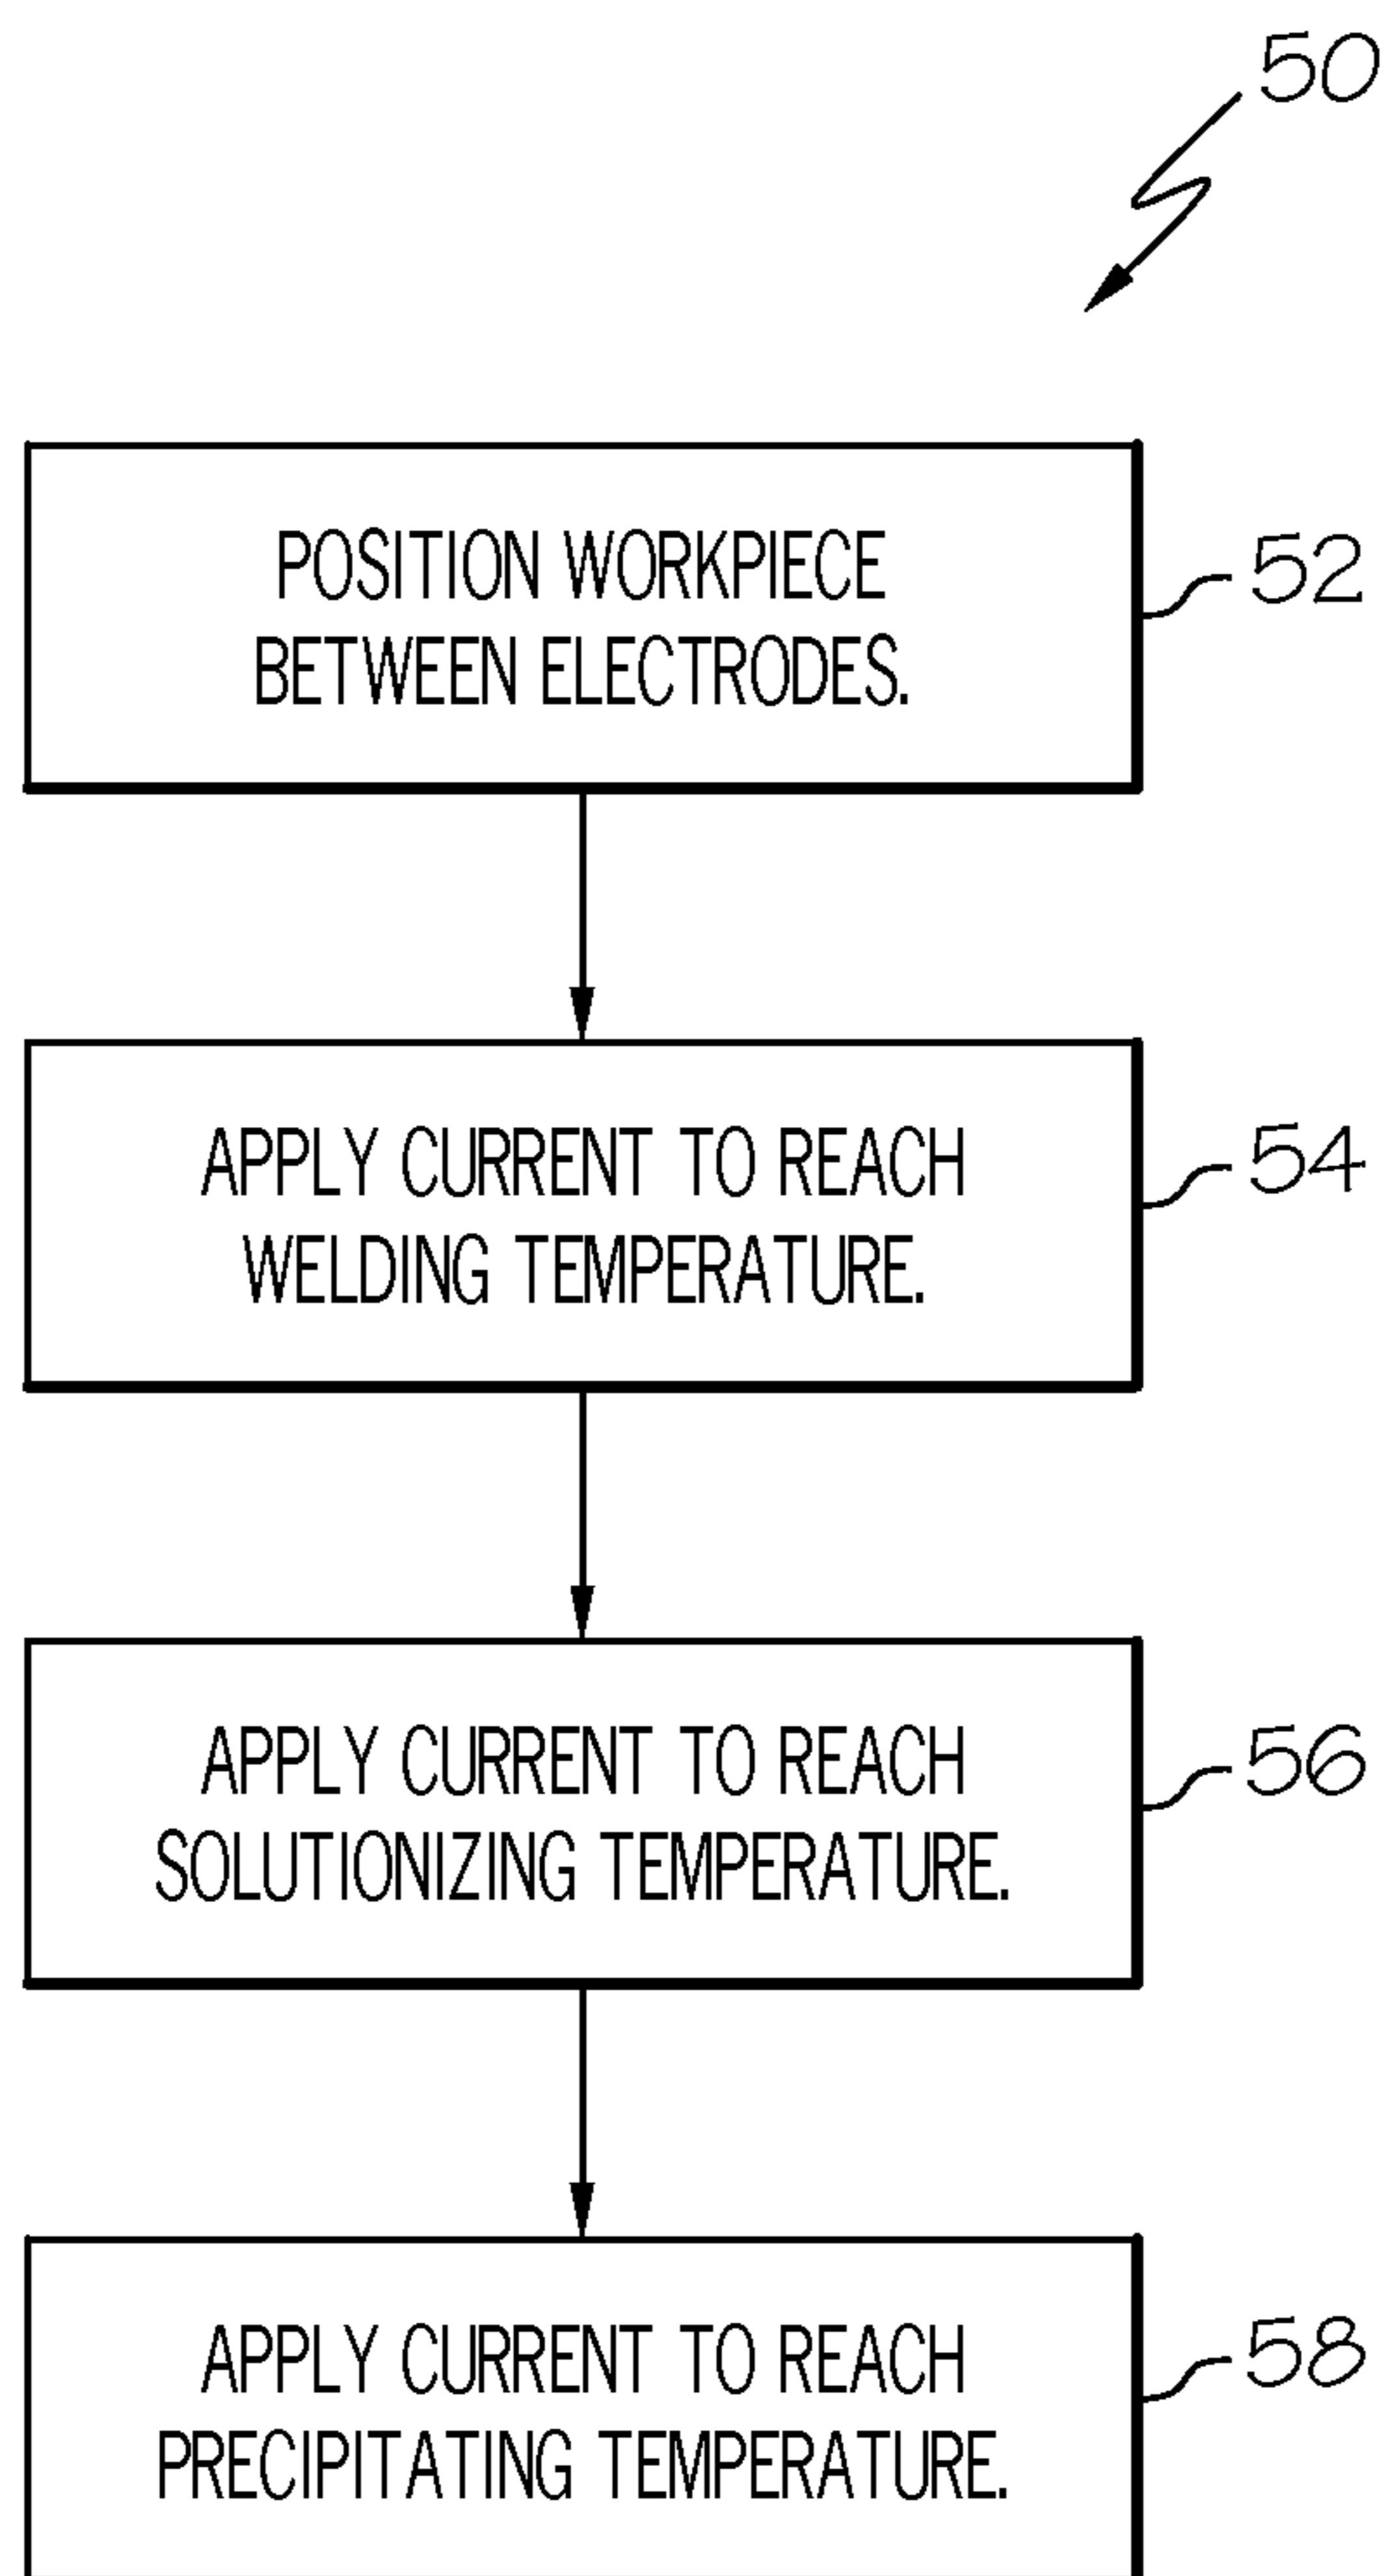 50
POSITION WORKPIECE
BETWEEN ELECTRODES.
52
APPLY CURRENT TO REACH
WELDING TEMPERATURE.
54
APPLY CURRENT TO REACH
SOLUTIONIZING TEMPERATURE.
56
APPLY CURRENT TO REACH
PRECIPITATING TEMPERATURE.
58